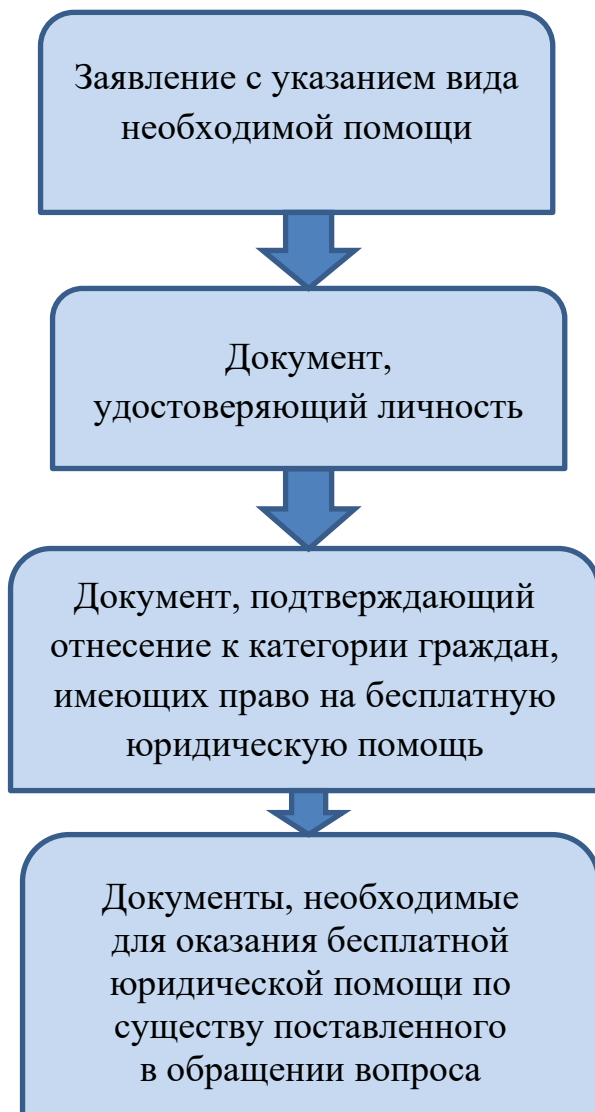 Заявление с указанием вида
необходимой помощи
Документ,
удостоверяющий личность
Документ, подтверждающий
отнесение к категории граждан,
имеющих право на бесплатную
юридическую помощь
Документы, необходимые
для оказания бесплатной
юридической помощи по
существу поставленного
в обращении вопроса